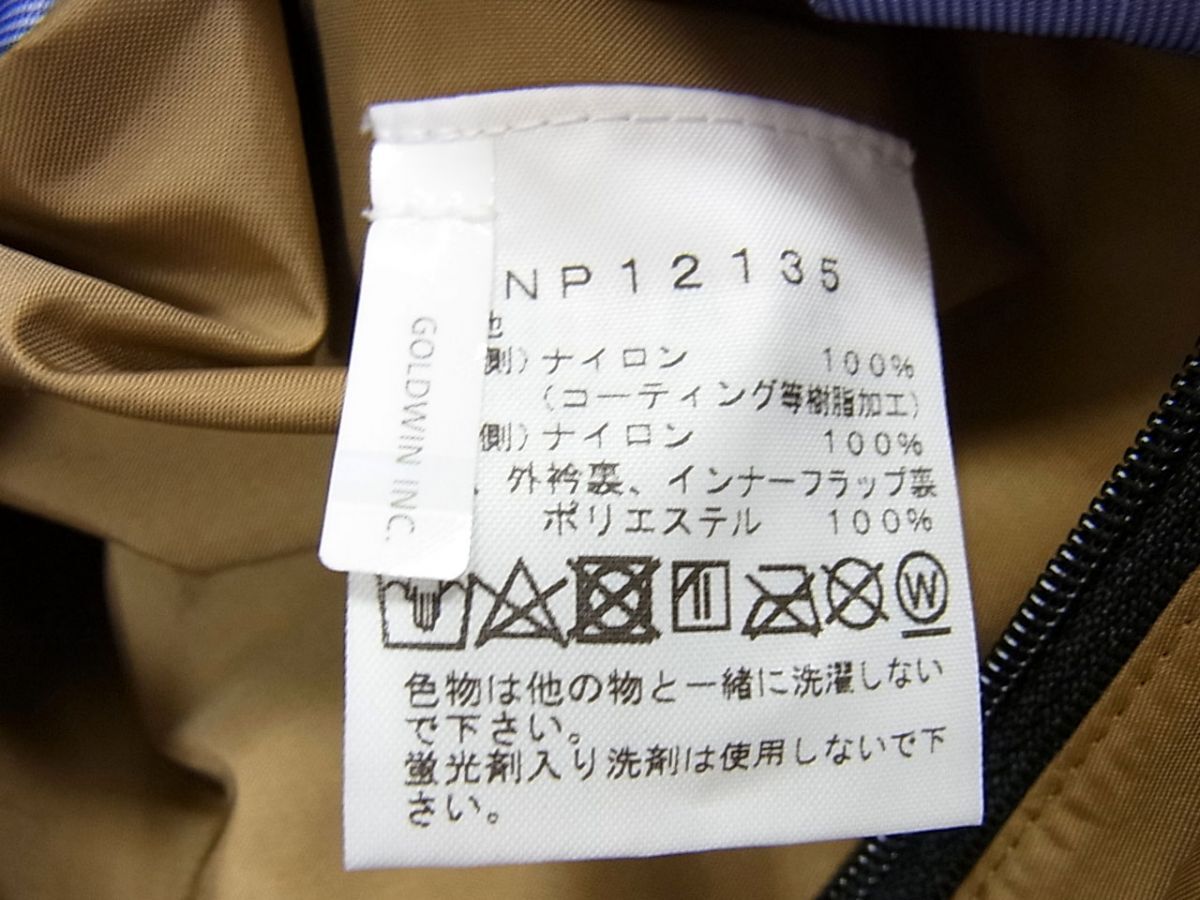 NP12135
地
側)ナイロン 100%
(コーティング等樹脂加工)
側)ナイロン 100%
、外衿裏、インナーフラップ裏
ポリエステル 100%
GOLDWIN INC.
W
色物は他の物と一緒に洗濯しない
で下さい。
蛍光剤入り洗剤は使用しないで下
さい。